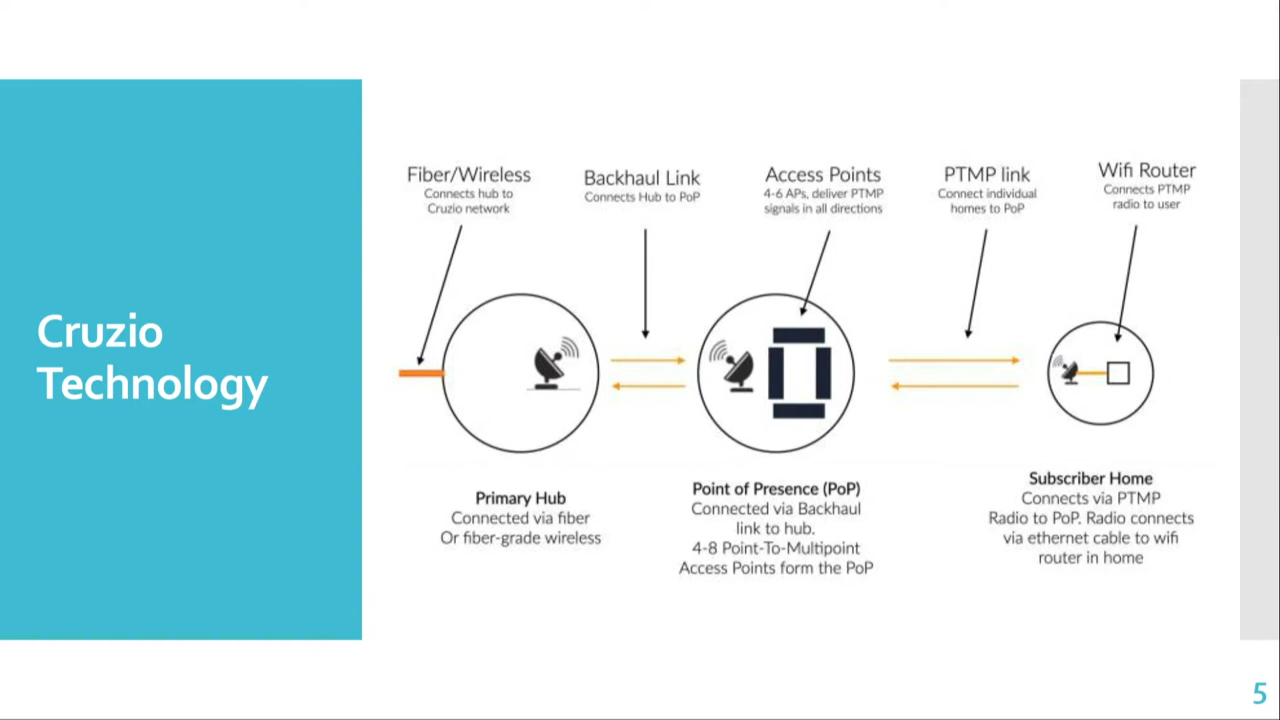 Cruzio
Technology
Fiber/Wireless
Connects hub to
Cruzio network
Backhaul Link
Connects Hub to PoP
Access Points
4-6 APs, deliver PTMP
signals in all directions
PTMP link
Connect individual
homes to PoP
Wifi Router
Connects PTMP
radio to user
Primary Hub
Connected via fiber
Or fiber-grade wireless
Point of Presence (PoP)
Connected via Backhaul
link to hub.
4-8 Point-To-Multipoint
Access Points form the PoP
Subscriber Home
Connects via PTMP
Radio to PoP. Radio connects
via ethernet cable to wifi
router in home
5